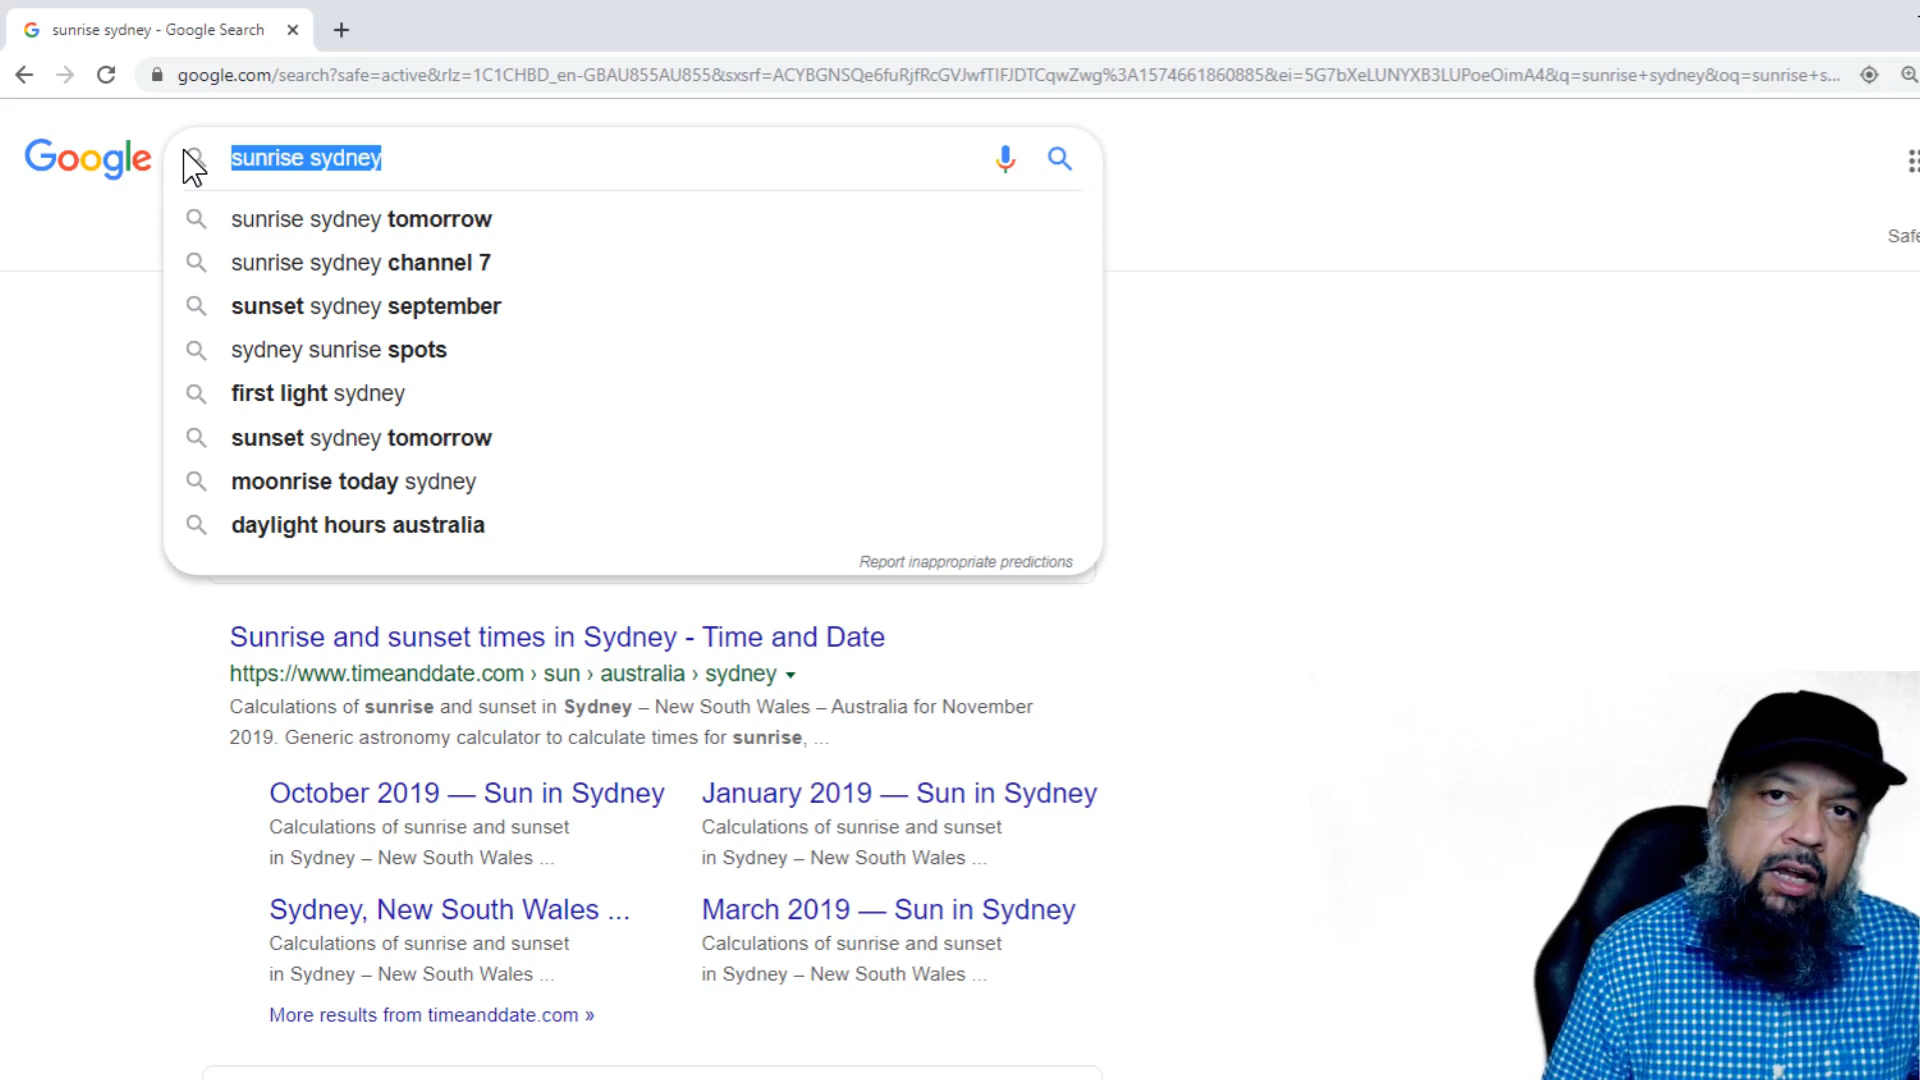 sunrise sydney - Google Search
google.com/search?safe=active&rlz=1C1CHBD_en-GBAU855AU855&sxsrf=ACYBGNSQe6fuRjfRcGVJwfTIFJDTCqwZwg%3A1574661860885&ei=5G7bXeLUNYXB3LUPoeOimA4&q=sunrise+sydney&oq=sunrise+s...
Google
sunrise sydney
sunrise sydney tomorrow
sunrise sydney channel 7
sunset sydney september
sydney sunrise spots
first light sydney
sunset sydney tomorrow
moonrise today sydney
daylight hours australia
Report inappropriate predictions
Safe
Sunrise and sunset times in Sydney - Time and Date
https://www.timeanddate.com › sun › australia › sydney
Calculations of sunrise and sunset in Sydney – New South Wales – Australia for November
2019. Generic astronomy calculator to calculate times for sunrise, ...
October 2019 — Sun in Sydney
Calculations of sunrise and sunset
in Sydney – New South Wales ...
January 2019 — Sun in Sydney
Calculations of sunrise and sunset
in Sydney – New South Wales ...
Sydney, New South Wales ...
Calculations of sunrise and sunset
in Sydney – New South Wales ...
March 2019 — Sun in Sydney
Calculations of sunrise and sunset
in Sydney – New South Wales ...
More results from timeanddate.com »